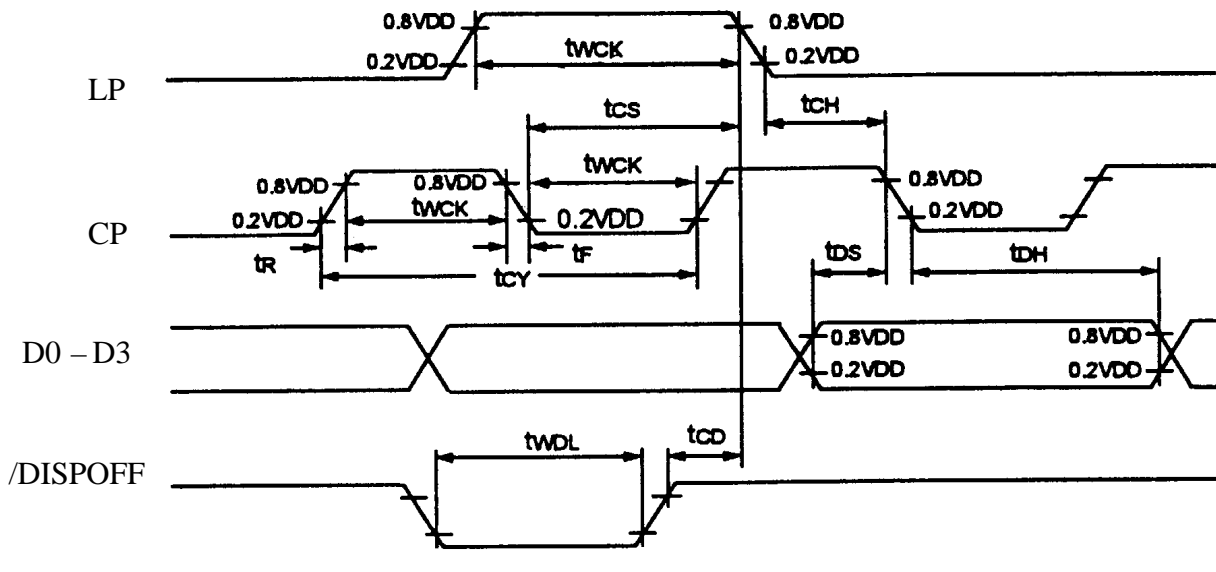 0.8VDD 0.8VDD
tWCK
0.2VDD 0.2VDD
LP
tCS tCH
tWCK
0.8VDD 0.8VDD 0.8VDD
0.2VDD tWCK 0.2VDD 0.2VDD
CP
tR tF tDS tDH
tCY
0.8VDD 0.8VDD
D0 – D3
0.2VDD 0.2VDD
tWDL tCD
/DISPOFF